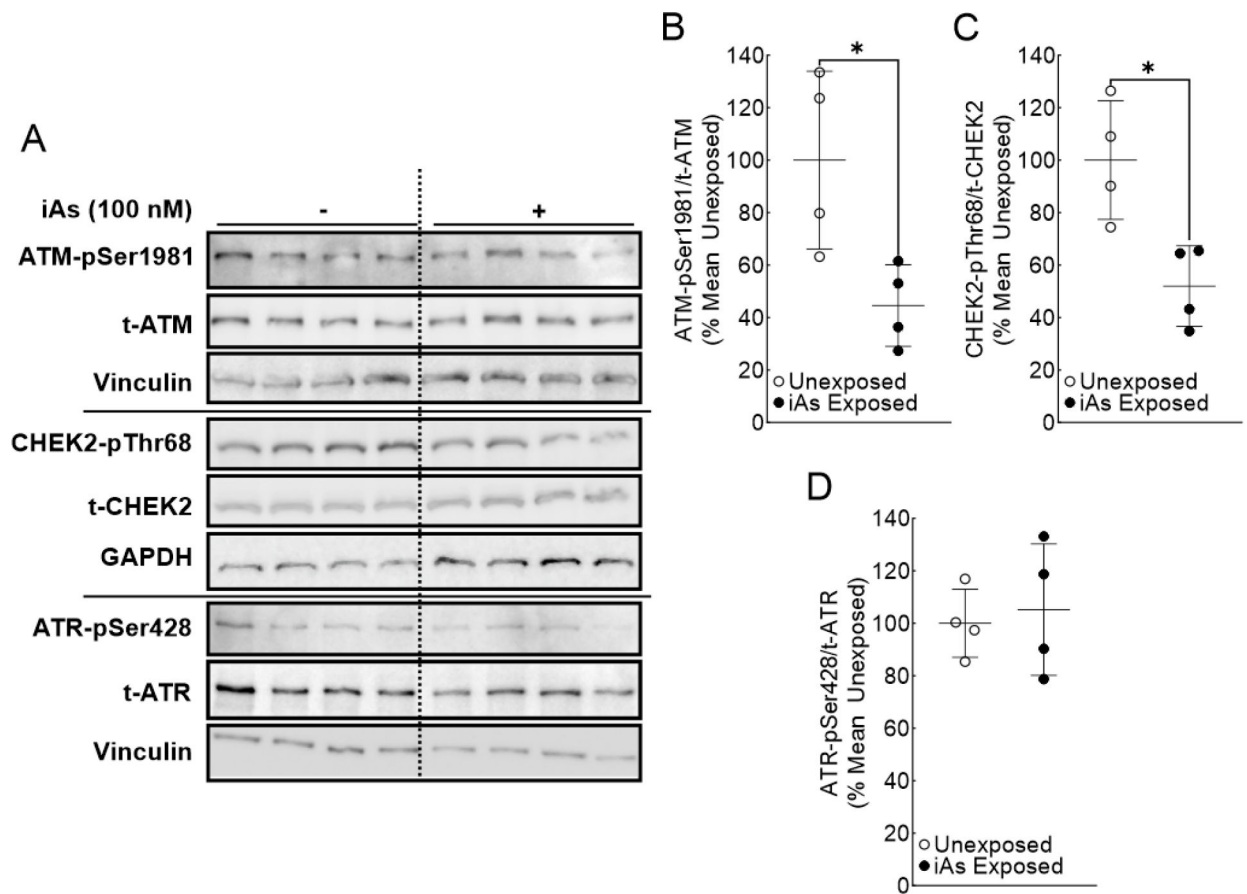 A
iAs (100 nM) - +
ATM-pSer1981
t-ATM
Vinculin
CHEK2-pThr68
t-CHEK2
GAPDH
ATR-pSer428
t-ATR
Vinculin
B
ATM-pSer1981/t-ATM
(% Mean Unexposed)
140
120
100
80
60
40
20
0
*
Unexposed
iAs Exposed
C
CHEK2-pThr68/t-CHEK2
(% Mean Unexposed)
140
120
100
80
60
40
20
0
*
Unexposed
iAs Exposed
D
ATR-pSer428/t-ATR
(% Mean Unexposed)
140
120
100
80
60
40
20
0
Unexposed
iAs Exposed